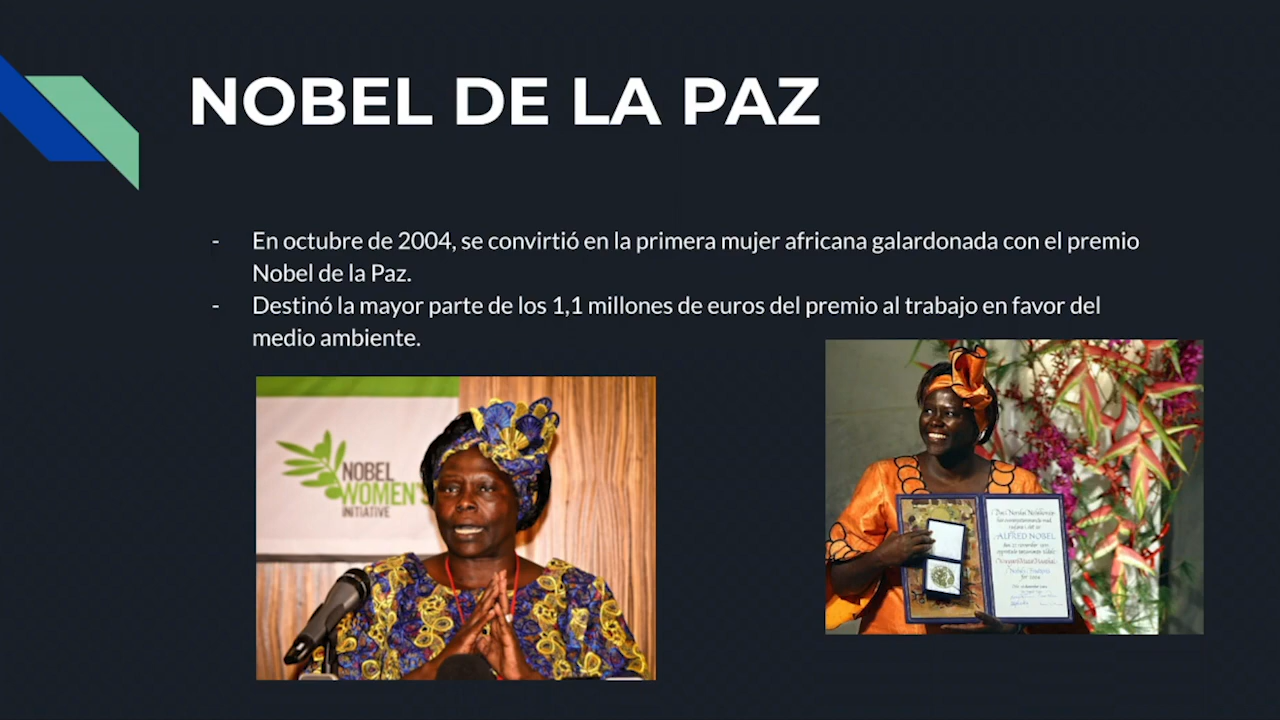 NOBEL DE LA PAZ
- En octubre de 2004, se convirtió en la primera mujer africana galardonada con el premio
Nobel de la Paz.
- Destinó la mayor parte de los 1,1 millones de euros del premio al trabajo en favor del
medio ambiente.
NOBEL
WOMEN'S
INITIATIVE
ALFRED NOBEL